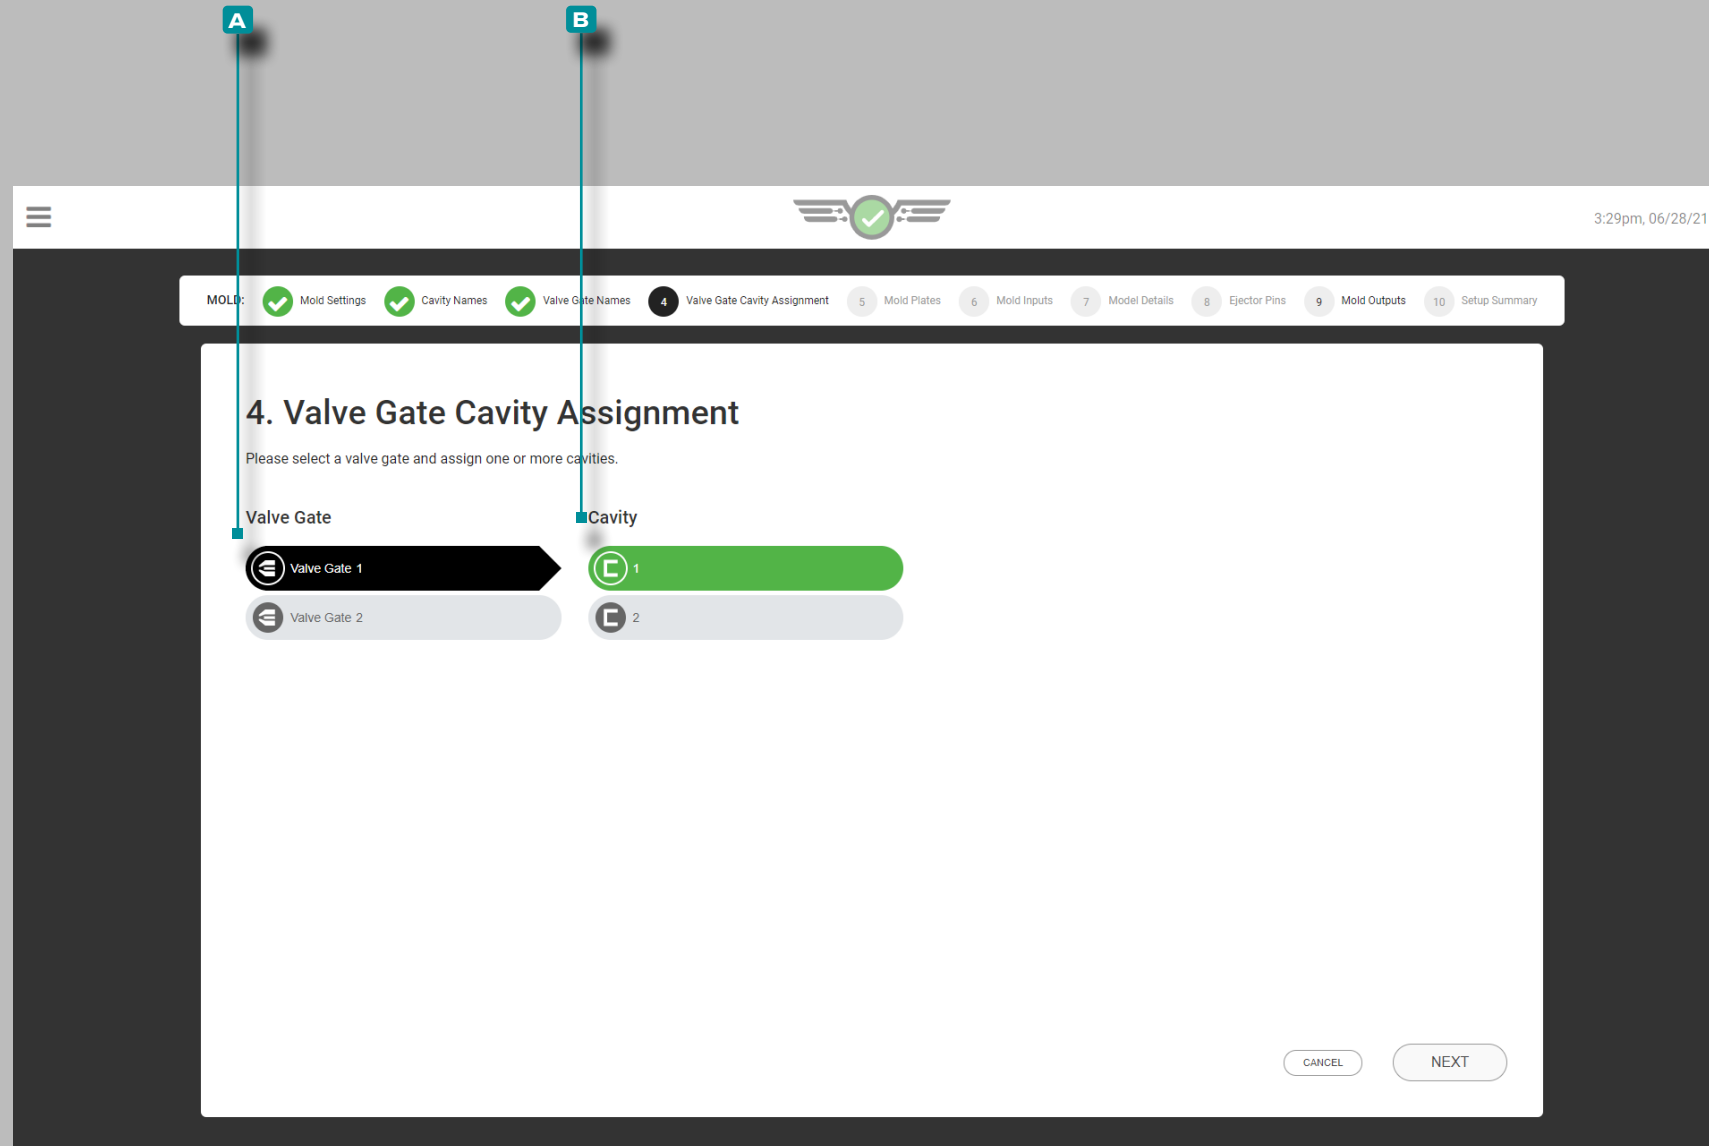 A B
3:29pm, 06/28/21
MOLD: Mold Settings Cavity Names Valve Gate Names 4 Valve Gate Cavity Assignment 5 Mold Plates 6 Mold Inputs 7 Model Details 8 Ejector Pins 9 Mold Outputs 10 Setup Summary
4. Valve Gate Cavity Assignment
Please select a valve gate and assign one or more cavities.
Valve Gate Cavity
Valve Gate 1 1
Valve Gate 2 2
CANCEL NEXT